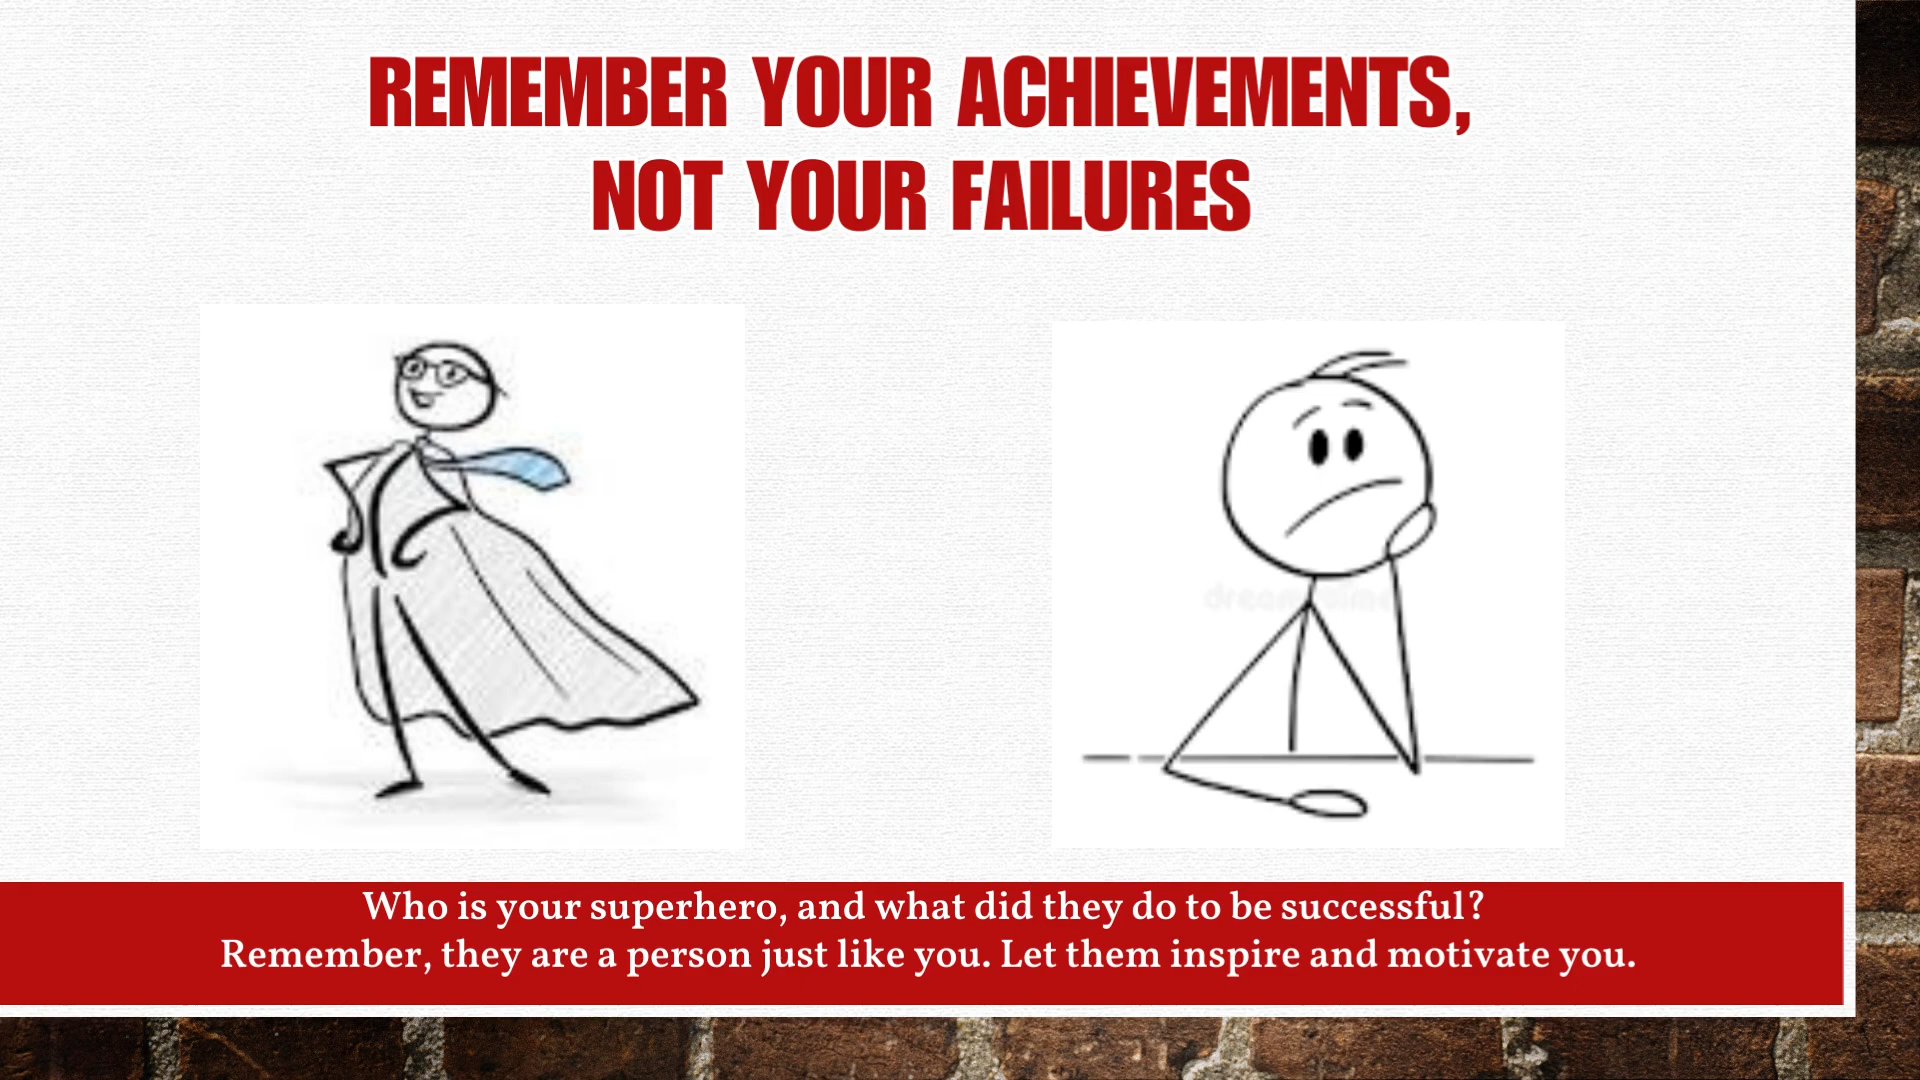 REMEMBER YOUR ACHIEVEMENTS,
NOT YOUR FAILURES
Who is your superhero, and what did they do to be successful?
Remember, they are a person just like you. Let them inspire and motivate you.